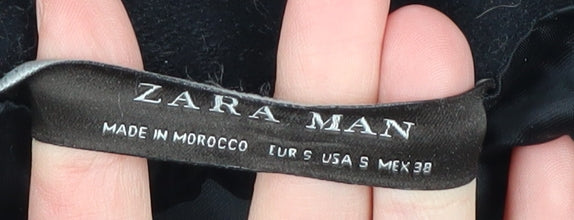 ZARA MAN
MADE IN MOROCCO EUR S USA S MEX 38